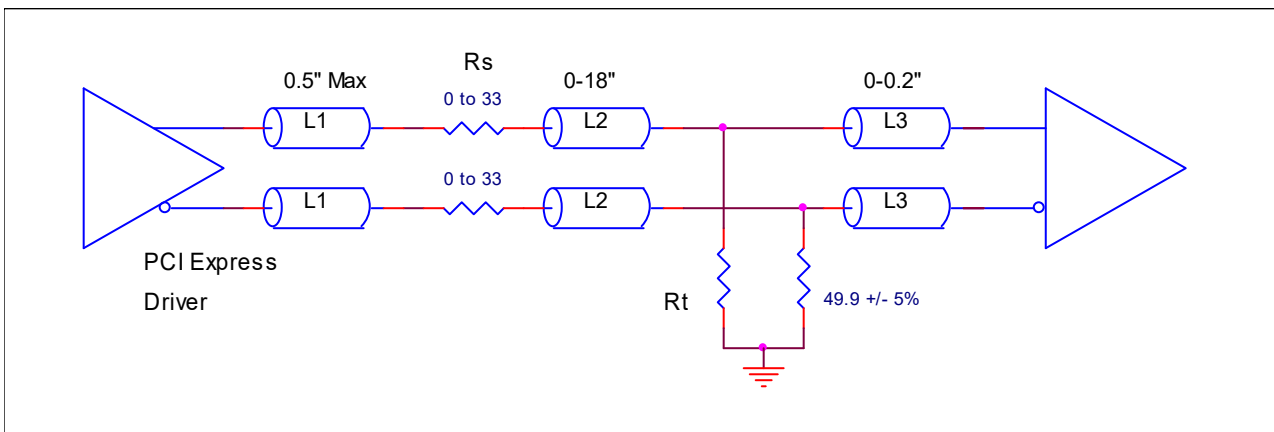 Rs
0.5" Max
0-18"
0-0.2"
0 to 33
L1
L2
L3
0 to 33
L1
L2
L3
PCI Express
Driver
Rt
49.9 +/- 5%